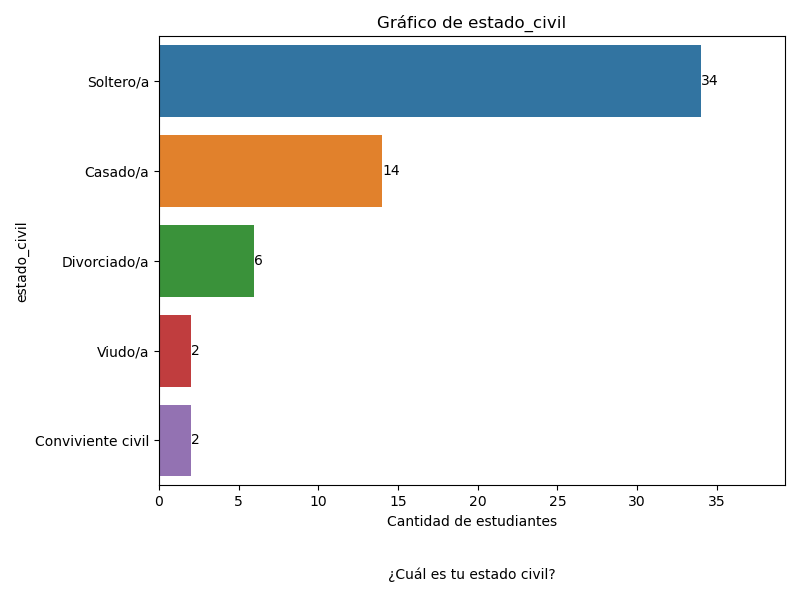 Gráfico de estado_civil
Soltero/a
34
Casado/a
14
Divorciado/a
6
Viudo/a
2
Conviviente civil
2
estado_civil
0 5 10 15 20 25 30 35
Cantidad de estudiantes
¿Cuál es tu estado civil?